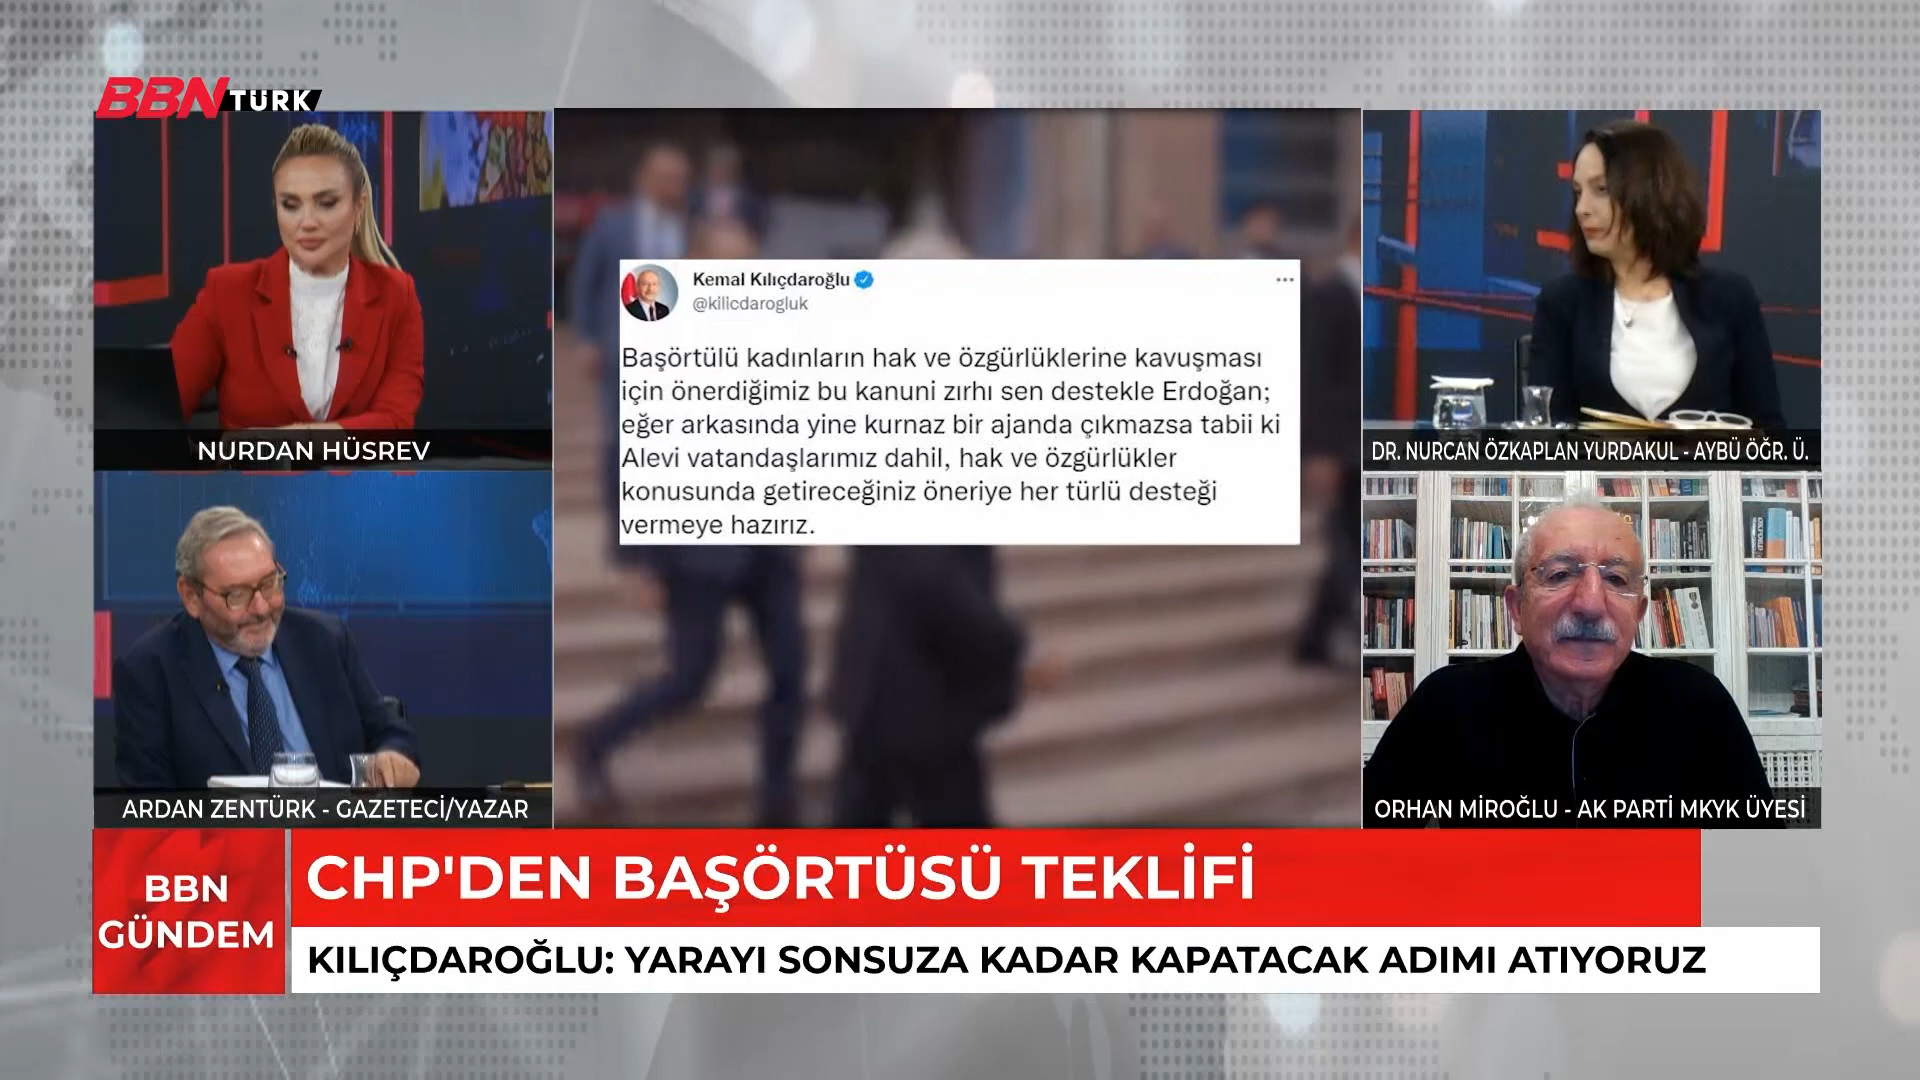 BBN TÜRK
NURDAN HÜSREV
Kemal Kılıçdaroğlu
@kilicdarogluk
Başörtülü kadınların hak ve özgürlüklerine kavuşması
için önerdiğimiz bu kanuni zırhı sen destekle Erdoğan;
eğer arkasında yine kurnaz bir ajanda çıkmazsa tabii ki
Alevi vatandaşlarımız dahil, hak ve özgürlükler
konusunda getireceğiniz öneriye her türlü desteği
vermeye hazırız.
DR. NURCAN ÖZKAPLAN YURDAKUL - AYBÜ ÖĞR. Ü.
ARDAN ZENTÜRK - GAZETECİ/YAZAR
ORHAN MİROĞLU - AK PARTİ MKYK ÜYESİ
BBN
GÜNDEM
CHP'DEN BAŞÖRTÜSÜ TEKLİFİ
KILIÇDAROĞLU: YARAYI SONSUZA KADAR KAPATACAK ADIMI ATIYORUZ